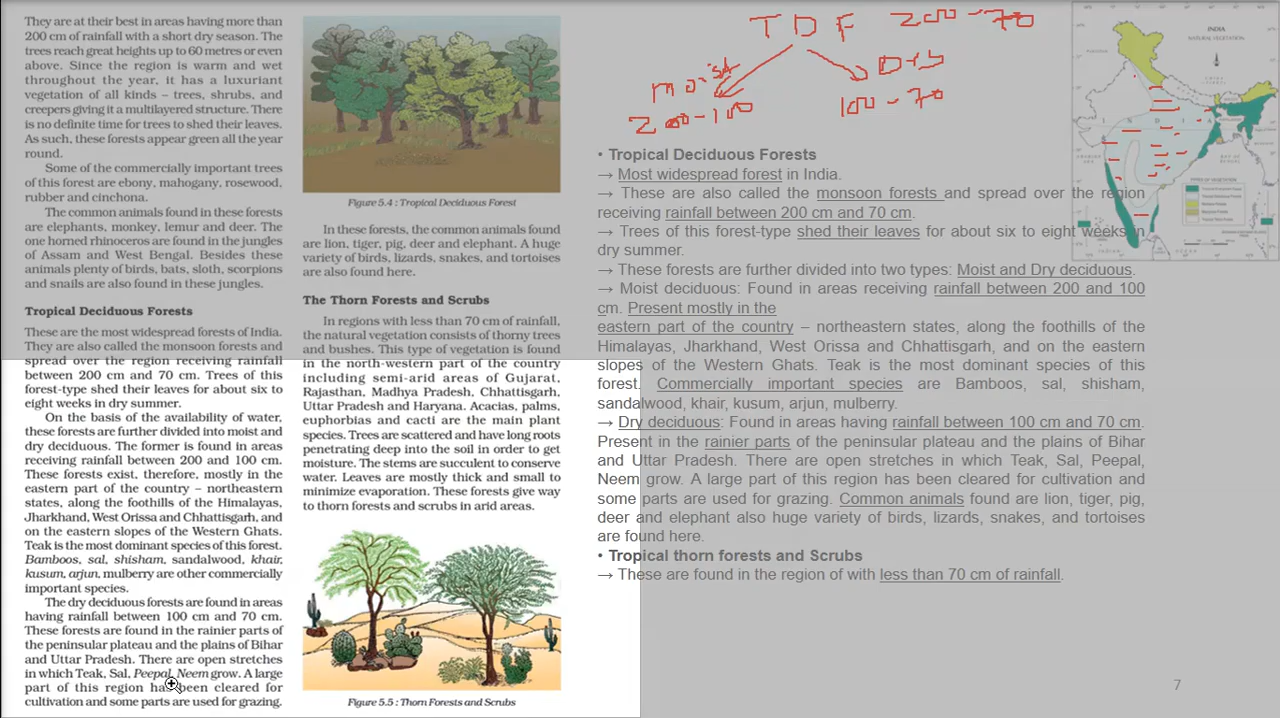 They are at their best in areas having more than
200 cm of rainfall with a short dry season. The
trees reach great heights up to 60 metres or even
above. Since the region is warm and wet
throughout the year, it has a luxuriant
vegetation of all kinds – trees, shrubs, and
creepers giving it a multilayered structure. There
is no definite time for trees to shed their leaves.
As such, these forests appear green all the year
round.
Some of the commercially important trees
of this forest are ebony, mahogany, rosewood,
rubber and cinchona.
The common animals found in these forests
are elephants, monkey, lemur and deer. The
one horned rhinoceros are found in the jungles
of Assam and West Bengal. Besides these
animals plenty of birds, bats, sloth, scorpions
and snails are also found in these jungles.
Tropical Deciduous Forests
These are the most widespread forests of India.
They are also called the monsoon forests and
spread over the region receiving rainfall
between 200 cm and 70 cm. Trees of this
forest-type shed their leaves for about six to
eight weeks in dry summer.
On the basis of the availability of water,
these forests are further divided into moist and
dry deciduous. The former is found in areas
receiving rainfall between 200 and 100 cm.
These forests exist, therefore, mostly in the
eastern part of the country – northeastern
states, along the foothills of the Himalayas,
Jharkhand, West Orissa and Chhattisgarh, and
on the eastern slopes of the Western Ghats.
Teak is the most dominant species of this forest.
Bamboos, sal, shisham, sandalwood, khair,
kusum, arjun, mulberry are other commercially
important species.
The dry deciduous forests are found in areas
having rainfall between 100 cm and 70 cm.
These forests are found in the rainier parts of
the peninsular plateau and the plains of Bihar
and Uttar Pradesh. There are open stretches
in which Teak, Sal, Peepal, Neem grow. A large
part of this region has been cleared for
cultivation and some parts are used for grazing.
Figure 5.4 : Tropical Deciduous Forest
In these forests, the common animals found
are lion, tiger, pig, deer and elephant. A huge
variety of birds, lizards, snakes, and tortoises
are also found here.
The Thorn Forests and Scrubs
In regions with less than 70 cm of rainfall,
the natural vegetation consists of thorny trees
and bushes. This type of vegetation is found
in the north-western part of the country
including semi-arid areas of Gujarat,
Rajasthan, Madhya Pradesh, Chhattisgarh,
Uttar Pradesh and Haryana. Acacias, palms,
euphorbias and cacti are the main plant
species. Trees are scattered and have long roots
penetrating deep into the soil in order to get
moisture. The stems are succulent to conserve
water. Leaves are mostly thick and small to
minimize evaporation. These forests give way
to thorn forests and scrubs in arid areas.
Figure 5.5 : Thorn Forests and Scrubs
T D F 200-70
moist
200-100
Dry
100-70
INDIA
NATURAL VEGETATION
INDIA
• Tropical Deciduous Forests
→ Most widespread forest in India.
→ These are also called the monsoon forests and spread over the region
receiving rainfall between 200 cm and 70 cm.
→ Trees of this forest-type shed their leaves for about six to eight weeks in
dry summer.
→ These forests are further divided into two types: Moist and Dry deciduous.
→ Moist deciduous: Found in areas receiving rainfall between 200 and 100
cm. Present mostly in the
eastern part of the country – northeastern states, along the foothills of the
Himalayas, Jharkhand, West Orissa and Chhattisgarh, and on the eastern
slopes of the Western Ghats. Teak is the most dominant species of this
forest. Commercially important species are Bamboos, sal, shisham,
sandalwood, khair, kusum, arjun, mulberry.
→ Dry deciduous: Found in areas having rainfall between 100 cm and 70 cm.
Present in the rainier parts of the peninsular plateau and the plains of Bihar
and Uttar Pradesh. There are open stretches in which Teak, Sal, Peepal,
Neem grow. A large part of this region has been cleared for cultivation and
some parts are used for grazing. Common animals found are lion, tiger, pig,
deer and elephant also huge variety of birds, lizards, snakes, and tortoises
are found here.
• Tropical thorn forests and Scrubs
→ These are found in the region of with less than 70 cm of rainfall.
7